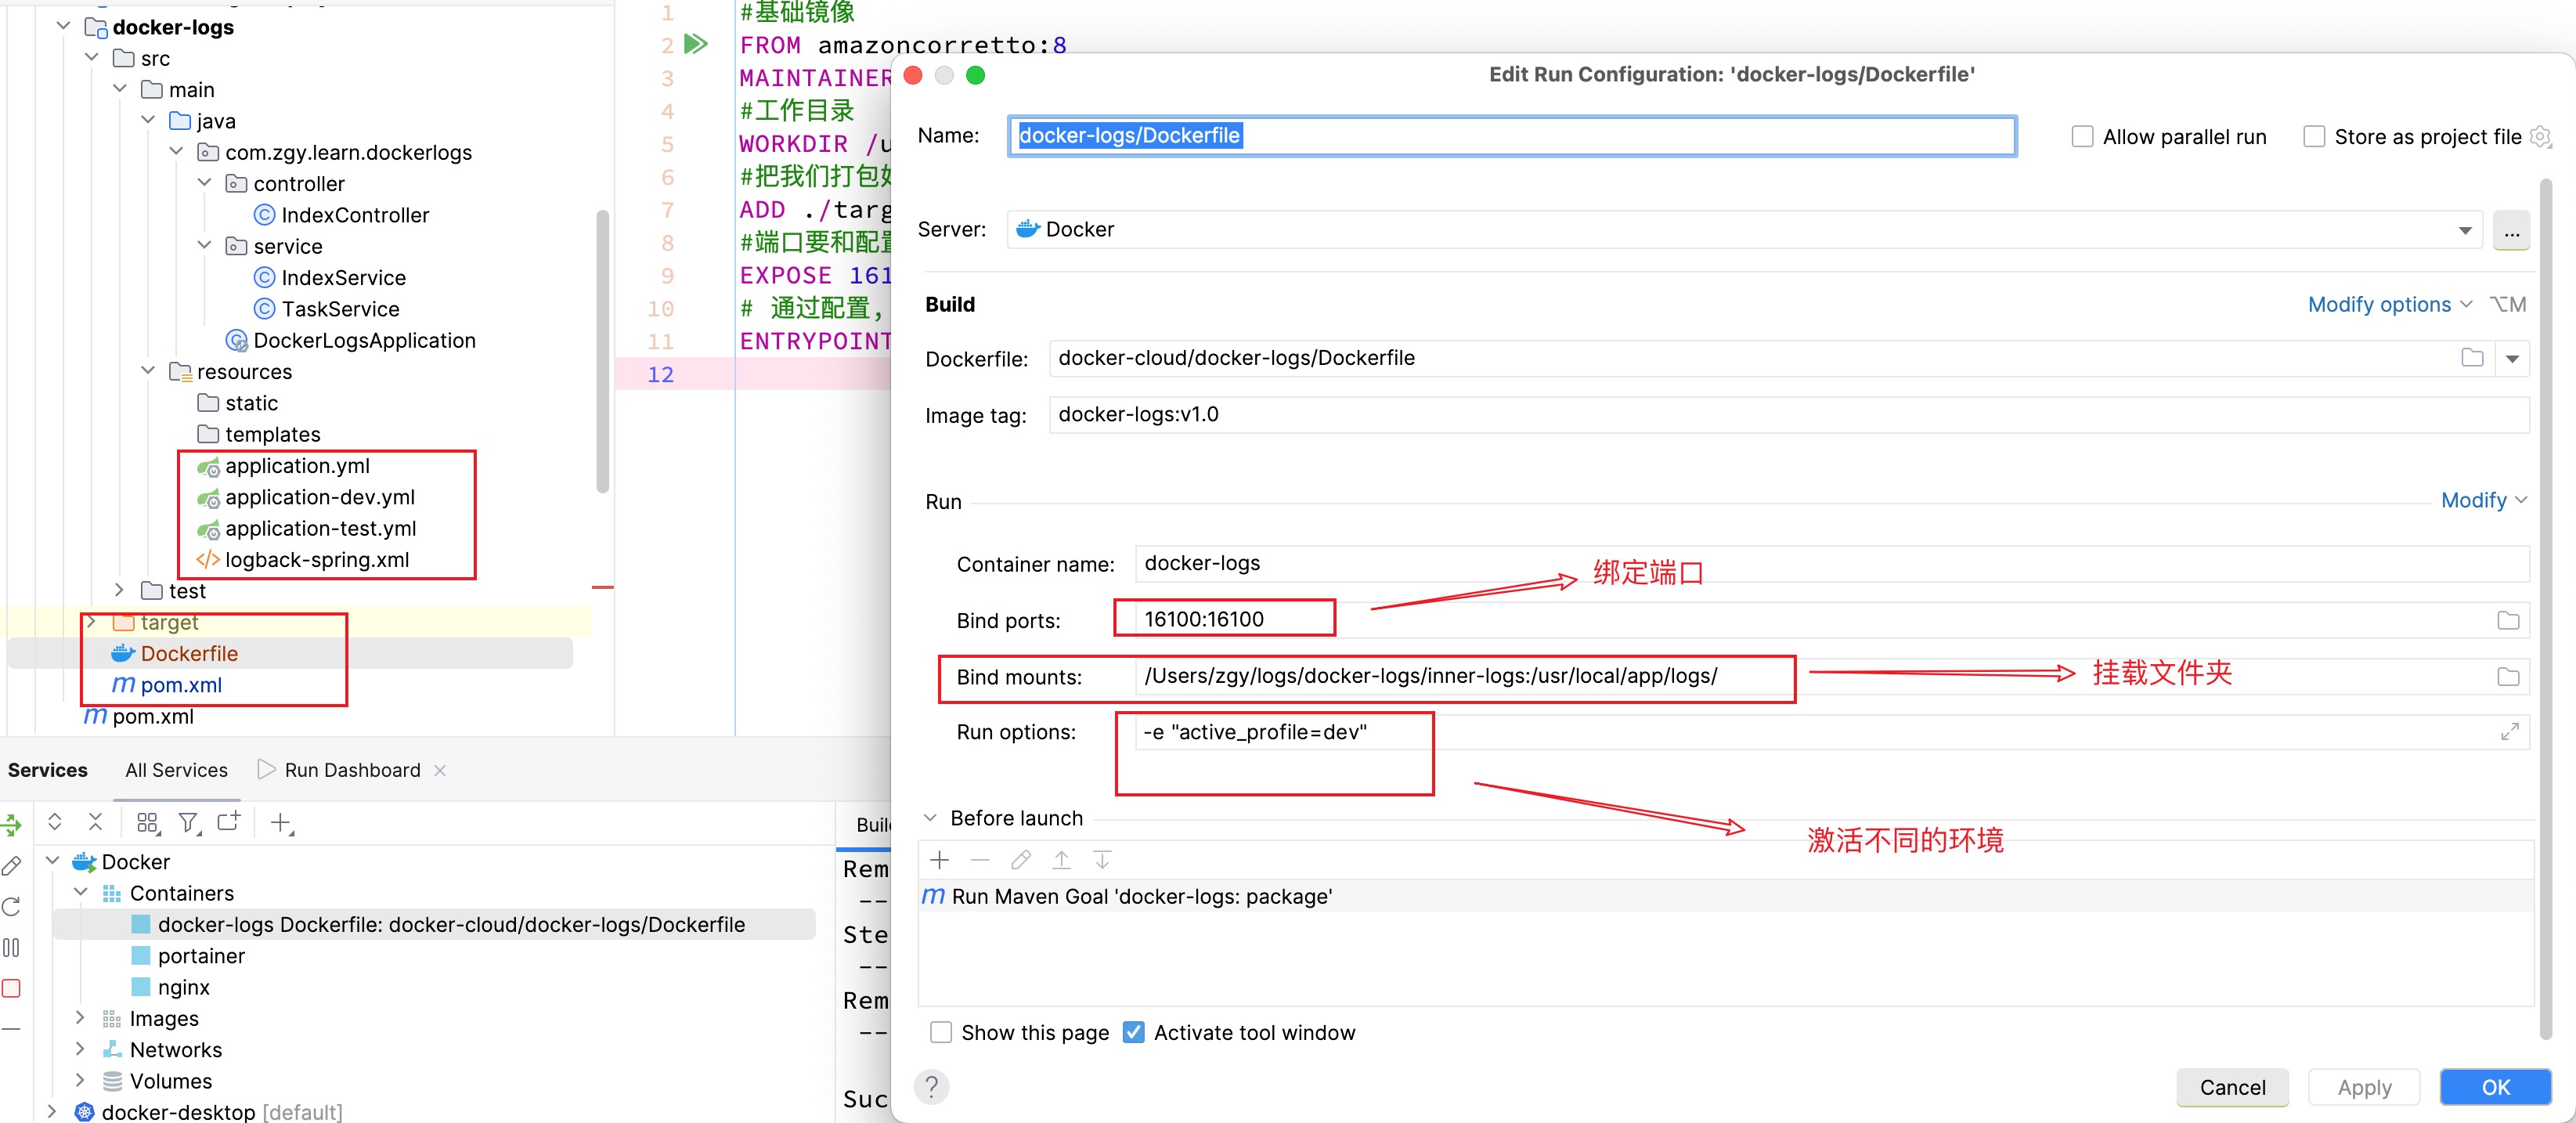 docker-logs
src
main
java
com.zgy.learn.dockerlogs
controller
IndexController
service
IndexService
TaskService
DockerLogsApplication
resources
static
templates
application.yml
application-dev.yml
application-test.yml
logback-spring.xml
test
target
Dockerfile
pom.xml
pom.xml
1 #基础镜像
2 FROM amazoncorretto:8
3 MAINTAINER
4 #工作目录
5 WORKDIR /u
6 #把我们打包
7 ADD ./targ
8 #端口要和配置
9 EXPOSE 161
10 # 通过配置，
11 ENTRYPOINT
12
Edit Run Configuration: 'docker-logs/Dockerfile'
Name: docker-logs/Dockerfile Allow parallel run Store as project file
Server: Docker ...
Build Modify options ⌥M
Dockerfile: docker-cloud/docker-logs/Dockerfile
Image tag: docker-logs:v1.0
Run Modify
Container name: docker-logs
绑定端口
Bind ports: 16100:16100
Bind mounts: /Users/zgy/logs/docker-logs/inner-logs:/usr/local/app/logs/
挂载文件夹
Run options: -e "active_profile=dev"
激活不同的环境
Before launch
Run Maven Goal 'docker-logs: package'
Show this page Activate tool window
? Cancel Apply OK
Services All Services Run Dashboard
Docker
Containers
docker-logs Dockerfile: docker-cloud/docker-logs/Dockerfile
portainer
nginx
Images
Networks
Volumes
docker-desktop [default]
Rem
--
Ste
--
Rem
--
Suc